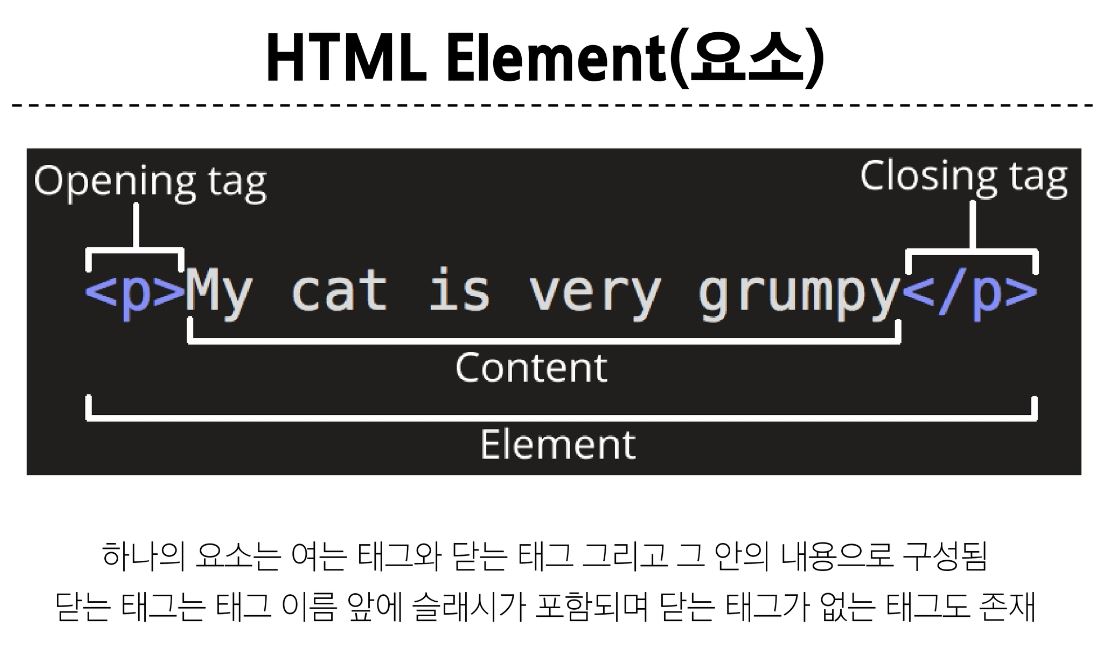 HTML Element(요소)
Opening tag
Closing tag
<p>My cat is very grumpy</p>
Content
Element
하나의 요소는 여는 태그와 닫는 태그 그리고 그 안의 내용으로 구성됨
닫는 태그는 태그 이름 앞에 슬래시가 포함되며 닫는 태그가 없는 태그도 존재